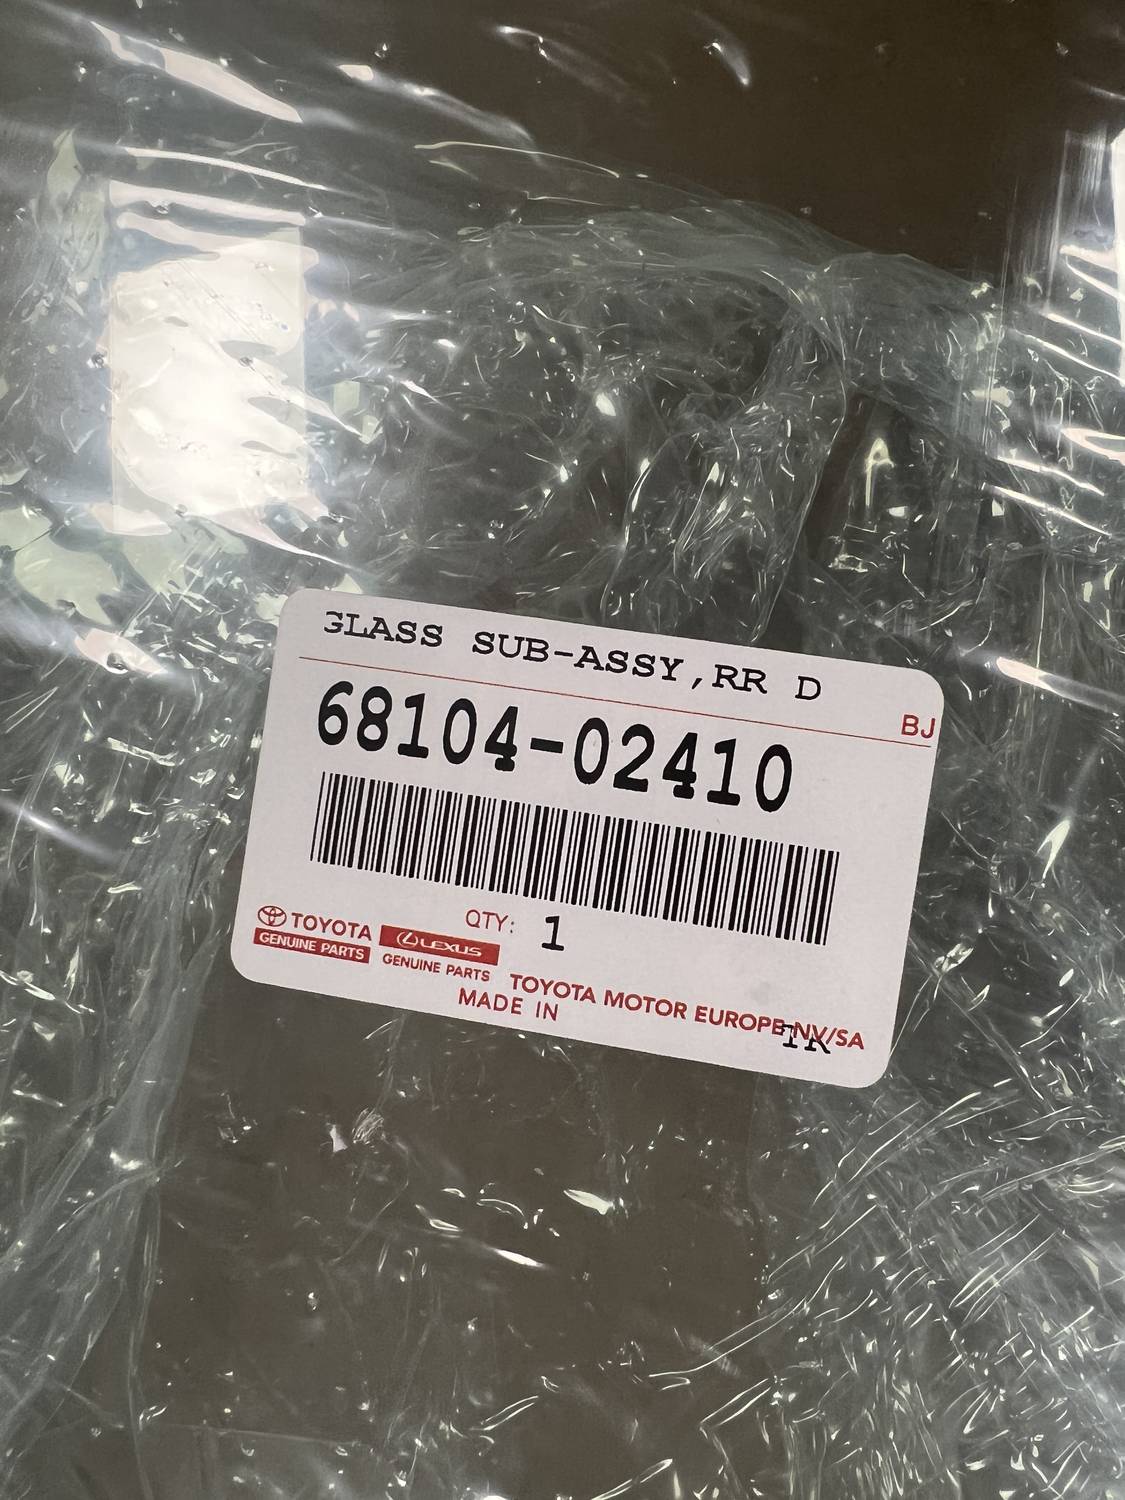 GLASS SUB-ASSY,RR D
BJ
68104-02410
QTY: 1
TOYOTA
GENUINE PARTS
LEXUS
GENUINE PARTS
TOYOTA MOTOR EUROPE NV/SA
MADE IN
TR